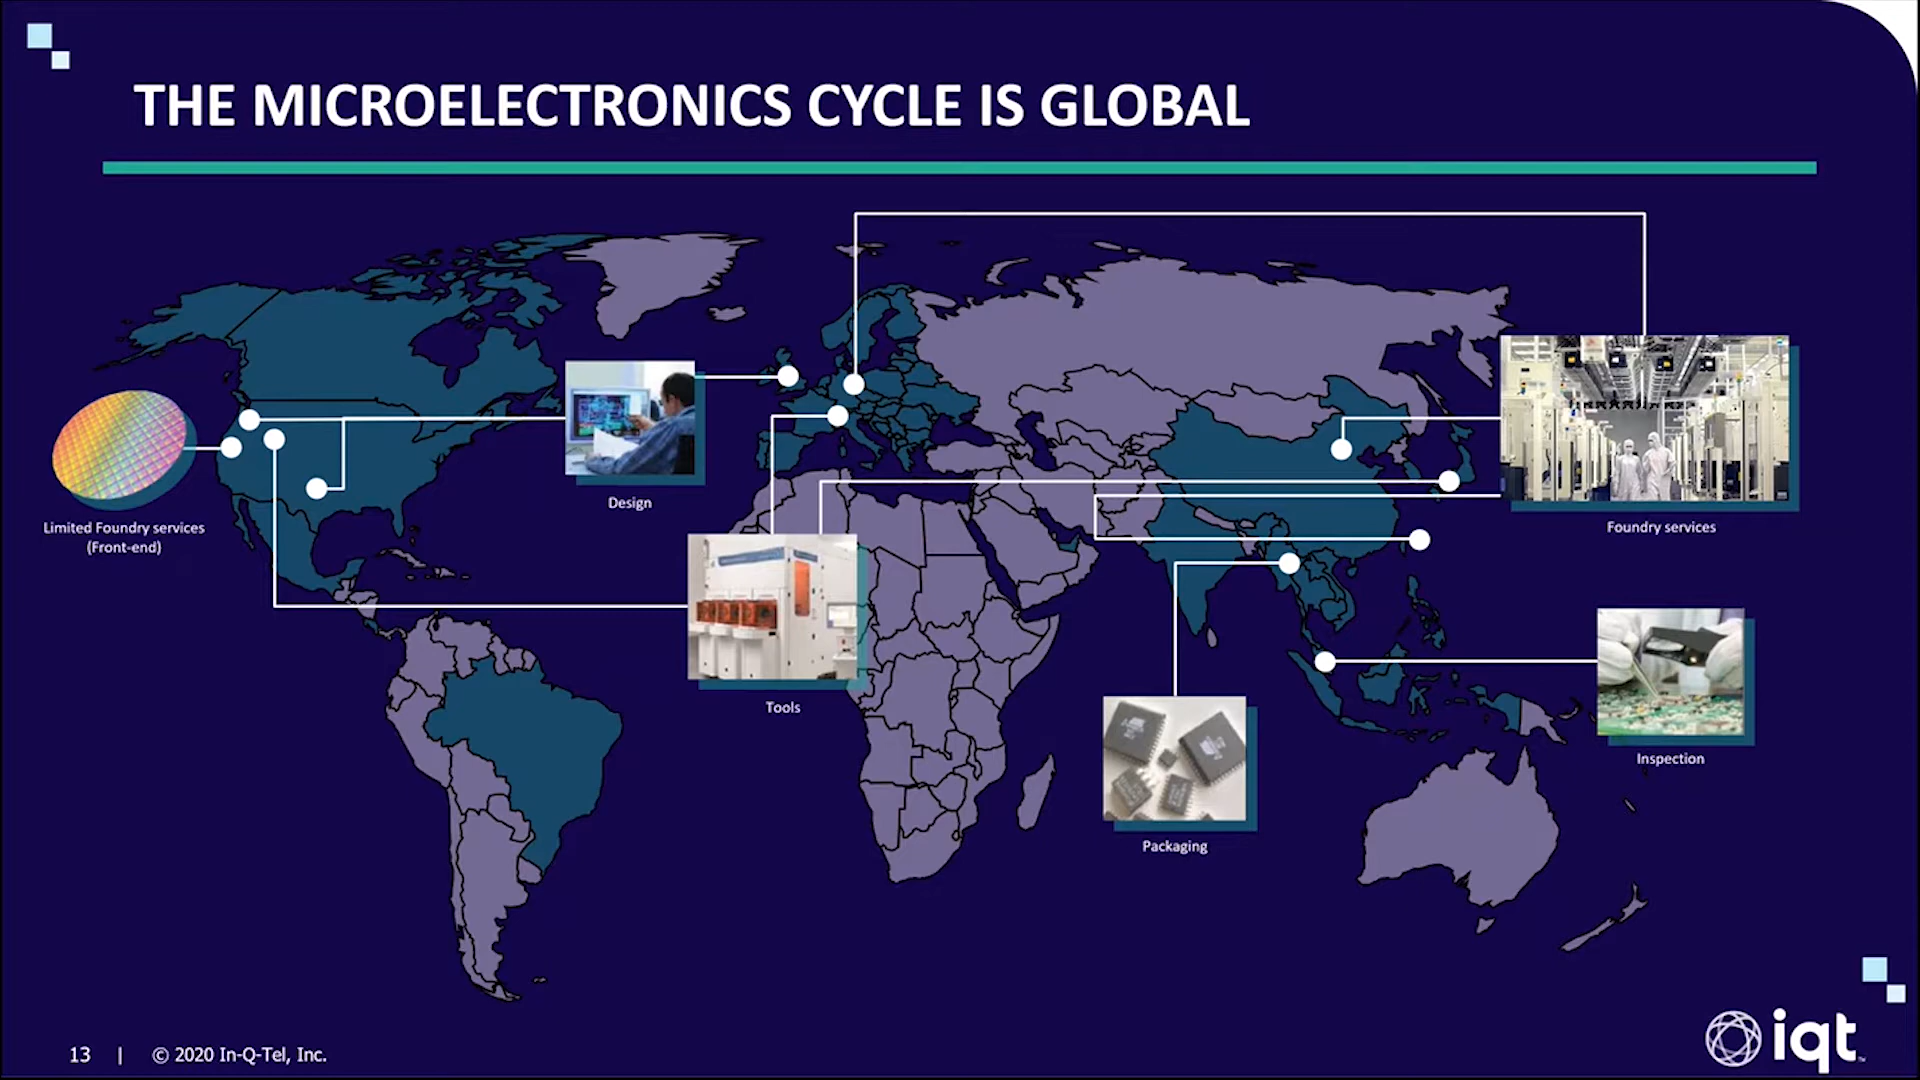 THE MICROELECTRONICS CYCLE IS GLOBAL
Limited Foundry services
(Front-end)
Design
Foundry services
Tools
Inspection
Packaging
13 | © 2020 In-Q-Tel, Inc.
iqt